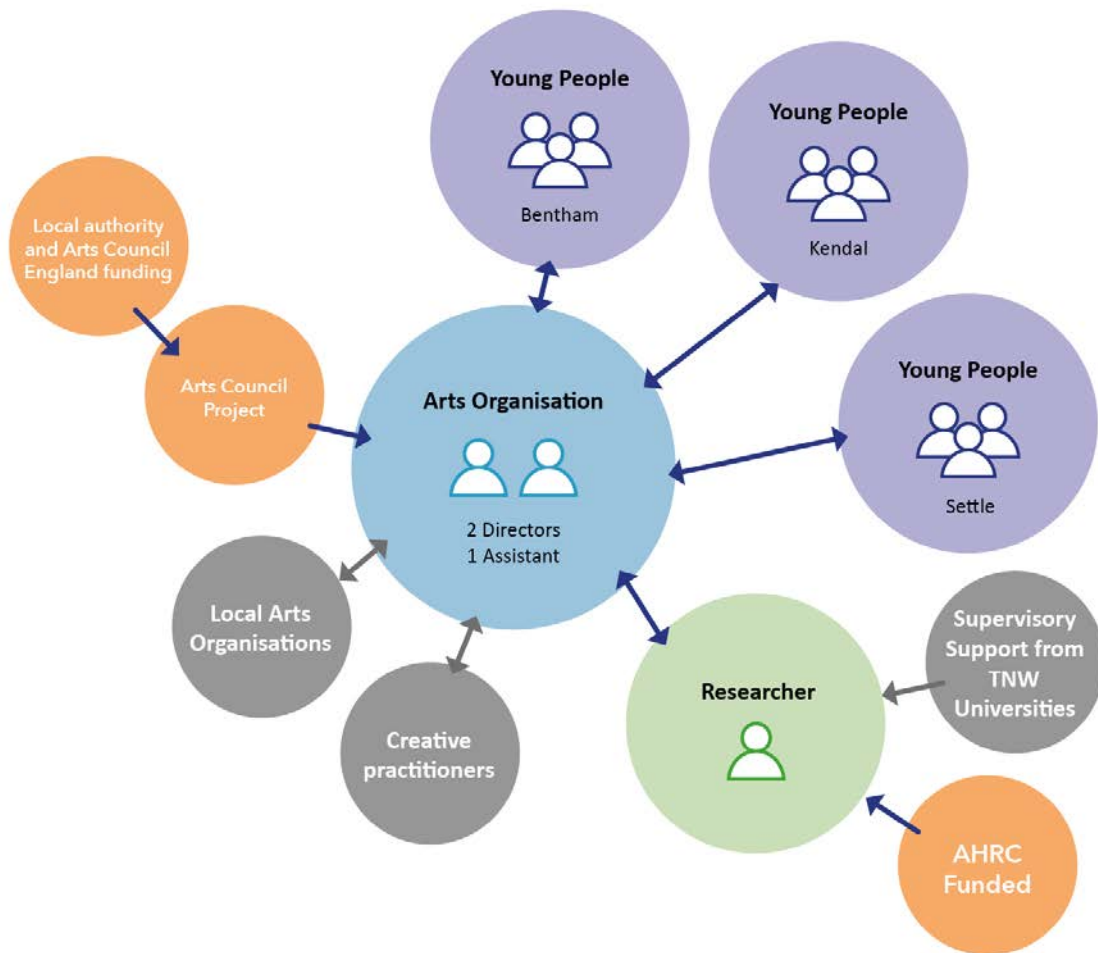 Young People
Bentham
Young People
Kendal
Local authority
and Arts Council
England funding
Arts Council
Project
Arts Organisation
2 Directors
1 Assistant
Young People
Settle
Local Arts
Organisations
Creative
practitioners
Researcher
Supervisory
Support from
TNW
Universities
AHRC
Funded